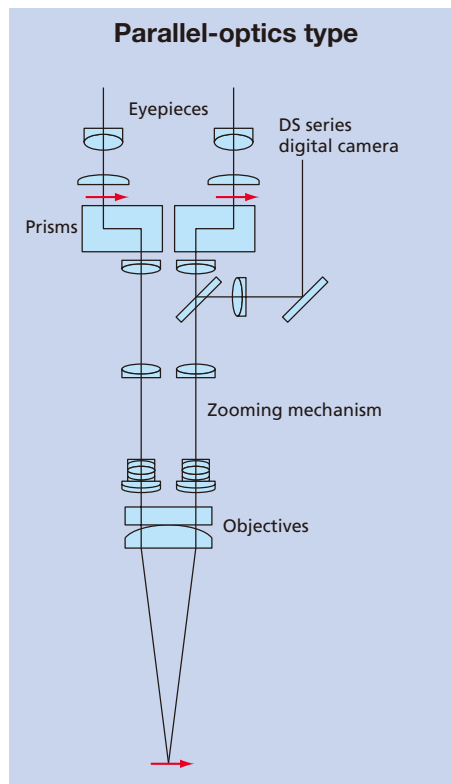 Parallel-optics type
Eyepieces
DS series
digital camera
Prisms
Zooming mechanism
Objectives